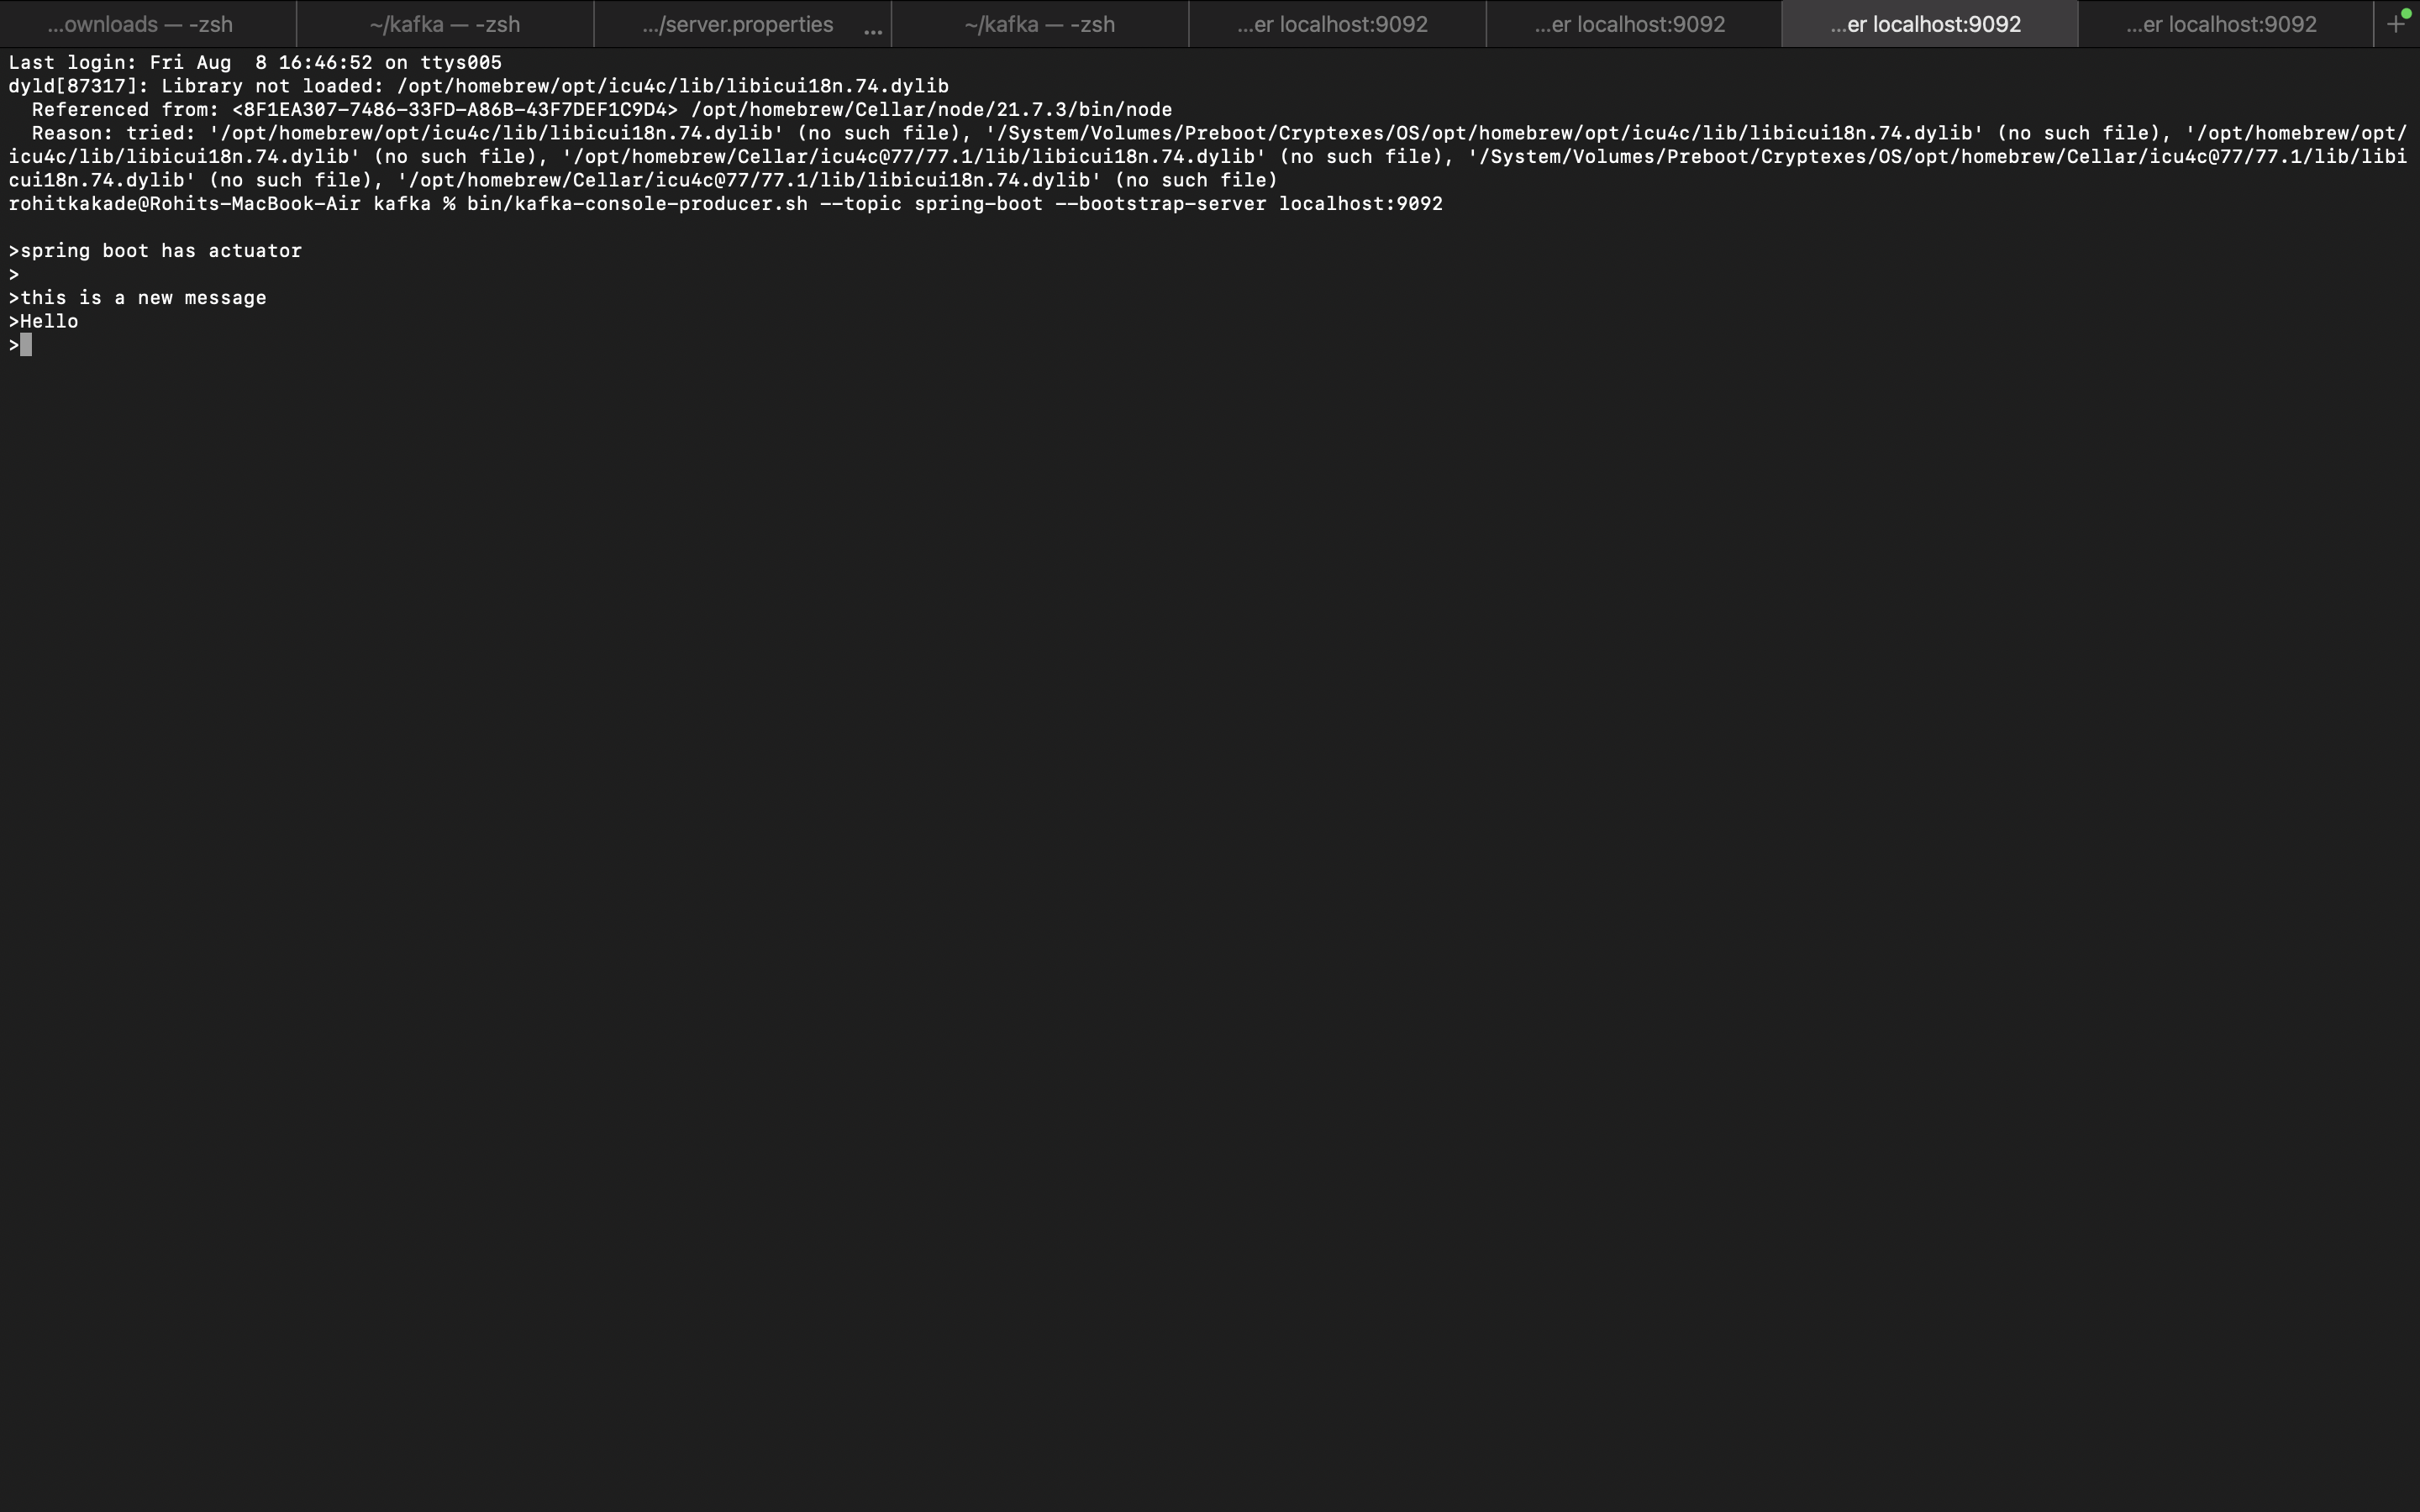 ...ownloads — -zsh
~/kafka — -zsh
.../server.properties ...
~/kafka — -zsh
...er localhost:9092
...er localhost:9092
...er localhost:9092
...er localhost:9092
+
Last login: Fri Aug  8 16:46:52 on ttys005
dyld[87317]: Library not loaded: /opt/homebrew/opt/icu4c/lib/libicui18n.74.dylib
  Referenced from: <8F1EA307-7486-33FD-A86B-43F7DEF1C9D4> /opt/homebrew/Cellar/node/21.7.3/bin/node
  Reason: tried: '/opt/homebrew/opt/icu4c/lib/libicui18n.74.dylib' (no such file), '/System/Volumes/Preboot/Cryptexes/OS/opt/homebrew/opt/icu4c/lib/libicui18n.74.dylib' (no such file), '/opt/homebrew/opt/
icu4c/lib/libicui18n.74.dylib' (no such file), '/opt/homebrew/Cellar/icu4c@77/77.1/lib/libicui18n.74.dylib' (no such file), '/System/Volumes/Preboot/Cryptexes/OS/opt/homebrew/Cellar/icu4c@77/77.1/lib/libi
cui18n.74.dylib' (no such file), '/opt/homebrew/Cellar/icu4c@77/77.1/lib/libicui18n.74.dylib' (no such file)
rohitkakade@Rohits-MacBook-Air kafka % bin/kafka-console-producer.sh --topic spring-boot --bootstrap-server localhost:9092
>spring boot has actuator
>
>this is a new message
>Hello
>